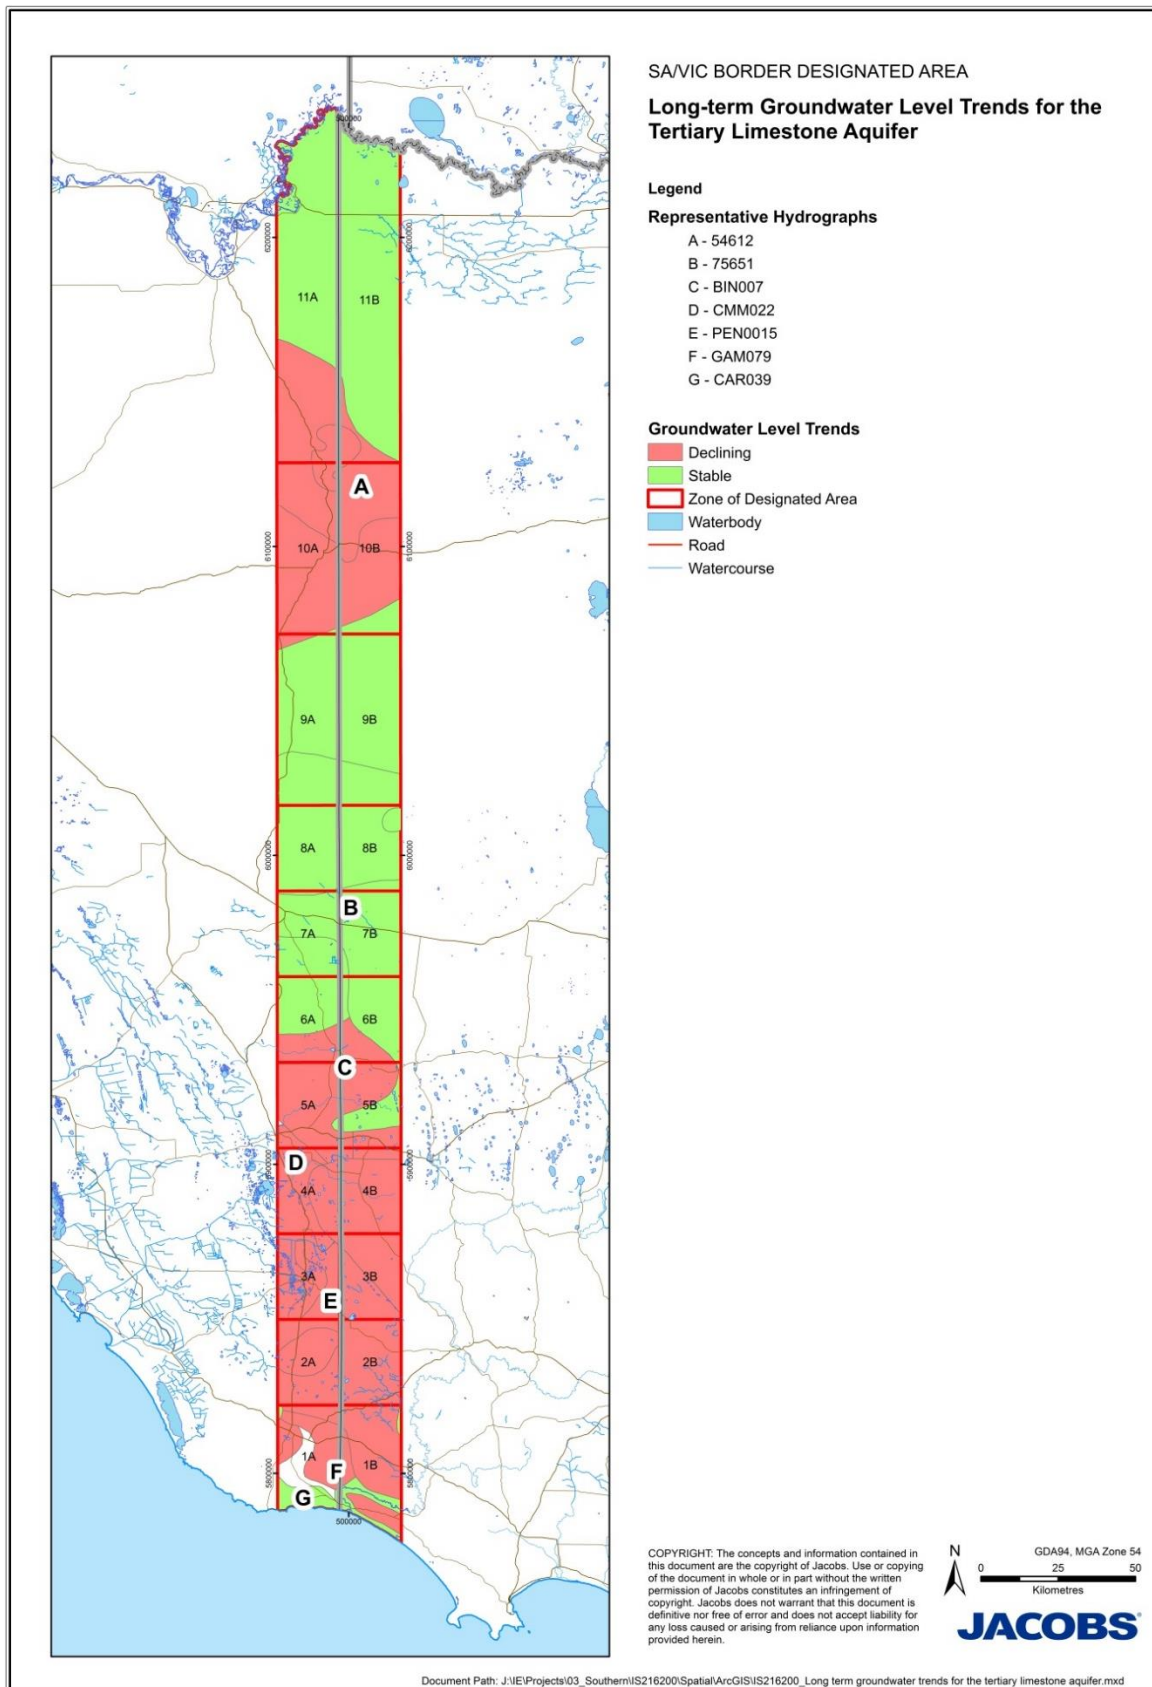 SA/VIC BORDER DESIGNATED AREA
Long-term Groundwater Level Trends for the
Tertiary Limestone Aquifer
Legend
Representative Hydrographs
A - 54612
B - 75651
C - BIN007
D - CMM022
E - PEN0015
F - GAM079
G - CAR039
Groundwater Level Trends
Declining
Stable
Zone of Designated Area
Waterbody
Road
Watercourse
6200000
11A
11B
A
6100000
10A
10B
6100000
9A
9B
6000000
8A
8B
6000000
B
7A
7B
6A
6B
C
5A
5B
D
4A
4B
3A
3B
E
2A
2B
1A
1B
F
5800000
G
500000
COPYRIGHT: The concepts and information contained in
this document are the copyright of Jacobs. Use or copying
of the document in whole or in part without the written
permission of Jacobs constitutes an infringement of
copyright. Jacobs does not warrant that this document is
definitive nor free of error and does not accept liability for
any loss caused or arising from reliance upon information
provided herein.
N
GDA94, MGA Zone 54
0 25 50
Kilometres
JACOBS®
Document Path: J:\IE\Projects\03_Southern\IS216200\Spatial\ArcGIS\IS216200_Long term groundwater trends for the tertiary limestone aquifer.mxd